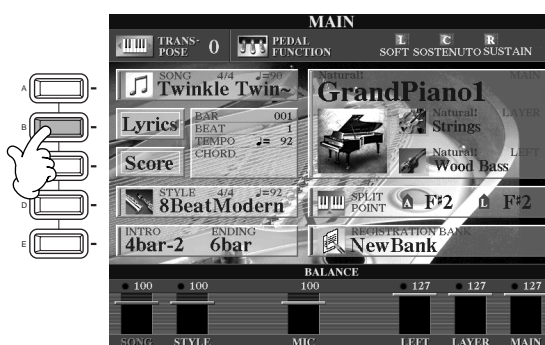 MAIN
TRANS-
POSE 0
PEDAL
FUNCTION
L C R
SOFT SOSTENUTO SUSTAIN
A
B
D
E
SONG 4/4 ♩=90
Twinkle Twin~
Lyrics
BAR 001
BEAT 1
TEMPO ♩= 92
CHORD
Score
STYLE 4/4 ♩=92
8BeatModern
INTRO ENDING
4bar-2 6bar
Natural! MAIN
GrandPiano1
Natural! LAYER
Strings
Natural! LEFT
Wood Bass
SPLIT
POINT A F#2 L F#2
REGISTRATION BANK
NewBank
BALANCE
100 100 100 127 127 127
SONG STYLE MIC LEFT LAYER MAIN